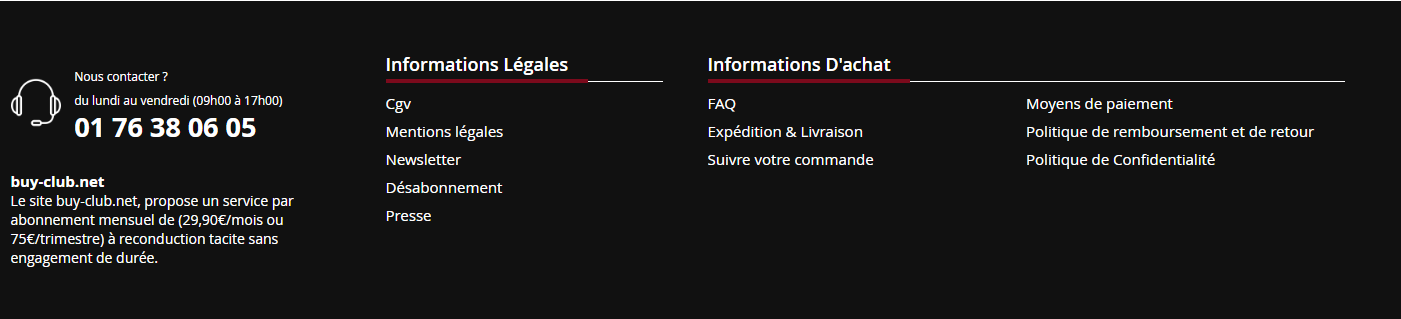 Nous contacter ?
du lundi au vendredi (09h00 à 17h00)
01 76 38 06 05
buy-club.net
Le site buy-club.net, propose un service par
abonnement mensuel de (29,90€/mois ou
75€/trimestre) à reconduction tacite sans
engagement de durée.
Informations Légales
Cgv
Mentions légales
Newsletter
Désabonnement
Presse
Informations D'achat
FAQ
Expédition & Livraison
Suivre votre commande
Moyens de paiement
Politique de remboursement et de retour
Politique de Confidentialité